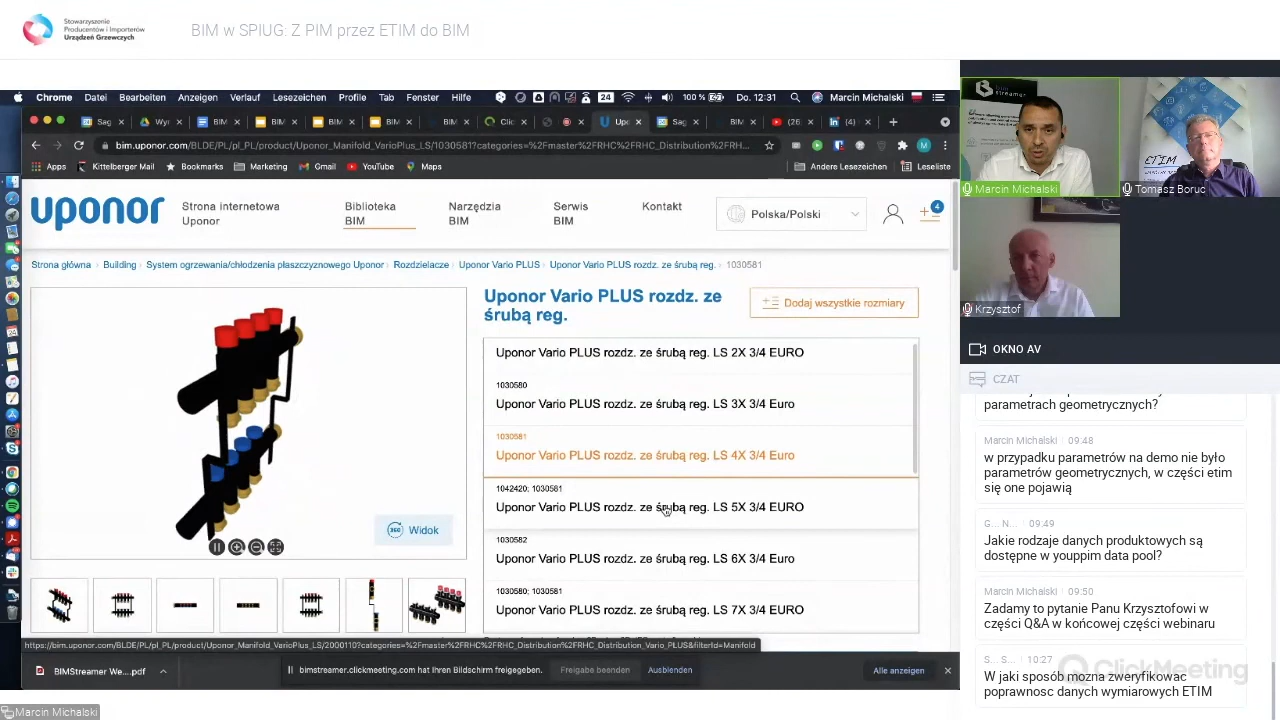 Stowarzyszenie
Producentów i Importerów
Urządzeń Grzewczych
BIM w SPIUG: Z PIM przez ETIM do BIM
Chrome Datei Bearbeiten Anzeigen Verlauf Lesezeichen Profile Tab Fenster Hilfe 24 100 % Do. 12:31 Marcin Michalski
bim.uponor.com/BLDE/PL/pl_PL/product/Uponor_Manifold_VarioPlus_LS/1030581?categories=%2Fmaster%2FRHC%2FRHC_Distribution%2FRH...
Apps Kittelberger Mail Bookmarks Marketing Gmail YouTube Maps Andere Lesezeichen Leseliste
uponor
Strona internetowa Uponor
Biblioteka BIM
Narzędzia BIM
Serwis BIM
Kontakt
Polska/Polski
4
Strona główna Building System ogrzewania/chłodzenia płaszczyznowego Uponor Rozdzielacze Uponor Vario PLUS Uponor Vario PLUS rozdz. ze śrubą reg. 1030581
Uponor Vario PLUS rozdz. ze
śrubą reg.
Dodaj wszystkie rozmiary
Uponor Vario PLUS rozdz. ze śrubą reg. LS 2X 3/4 EURO
1030580
Uponor Vario PLUS rozdz. ze śrubą reg. LS 3X 3/4 Euro
1030581
Uponor Vario PLUS rozdz. ze śrubą reg. LS 4X 3/4 Euro
1042420; 1030581
Uponor Vario PLUS rozdz. ze śrubą reg. LS 5X 3/4 EURO
1030582
Uponor Vario PLUS rozdz. ze śrubą reg. LS 6X 3/4 Euro
1030580; 1030581
Uponor Vario PLUS rozdz. ze śrubą reg. LS 7X 3/4 EURO
360 Widok
https://bim.uponor.com/BLDE/PL/pl_PL/product/Uponor_Manifold_VarioPlus_LS/2000110?categories=%2Fmaster%2FRHC%2FRHC_Distribution%2FRHC_Distribution_Vario_PLUS&filterId=Manifold
BIMStreamer We....pdf
bimstreamer.clickmeeting.com hat Ihren Bildschirm freigegeben. Freigabe beenden Ausblenden
Alle anzeigen
Marcin Michalski
bim
streamer
Marcin Michalski
ETIM
Tomasz Boruc
Krzysztof
OKNO AV
CZAT
parametrach geometrycznych?
Marcin Michalski 09:48
w przypadku parametrów na demo nie było
parametrów geometrycznych, w części etim
się one pojawią
G... N... 09:49
Jakie rodzaje danych produktowych są
dostępne w youppim data pool?
Marcin Michalski 09:50
Zadamy to pytanie Panu Krzysztofowi w
części Q&A w końcowej części webinaru
S... S... 10:27
W jaki sposób mozna zweryfikowac
poprawnosc danych wymiarowych ETIM
ClickMeeting